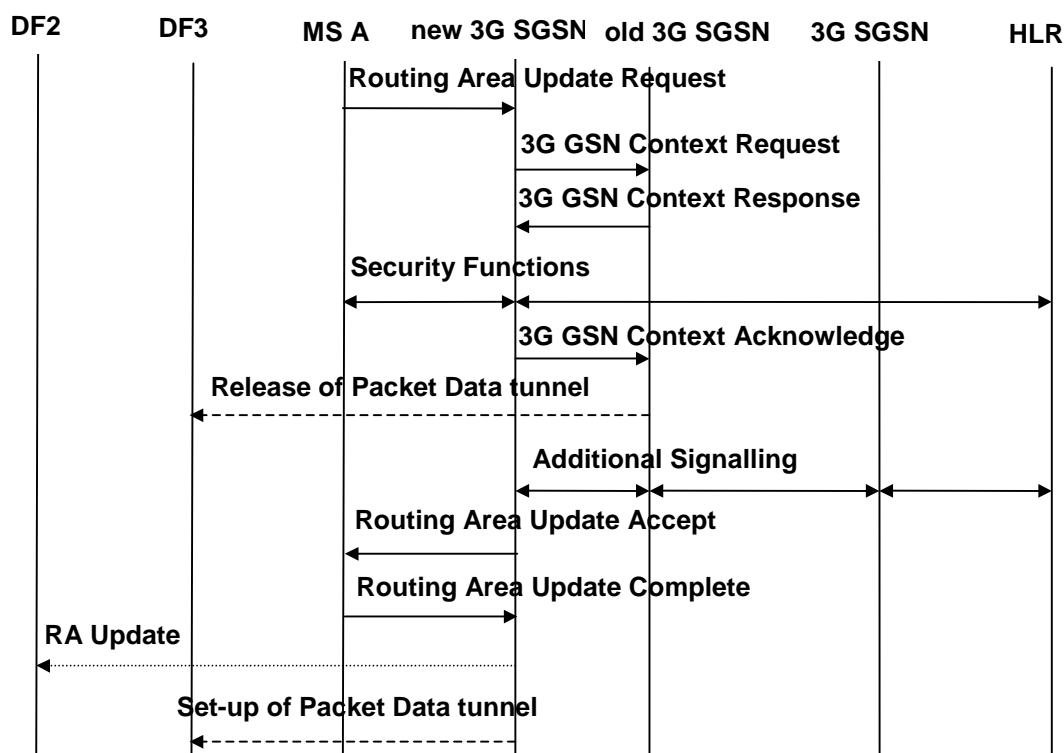 DF2 DF3 MS A new 3G SGSN old 3G SGSN 3G SGSN HLR
Routing Area Update Request
3G GSN Context Request
3G GSN Context Response
Security Functions
3G GSN Context Acknowledge
Release of Packet Data tunnel
Additional Signalling
Routing Area Update Accept
Routing Area Update Complete
RA Update
Set-up of Packet Data tunnel